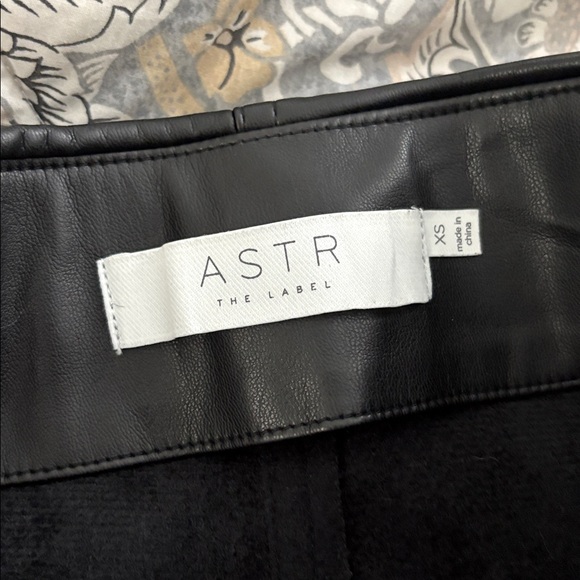 ASTR
THE LABEL
XS
made in
china